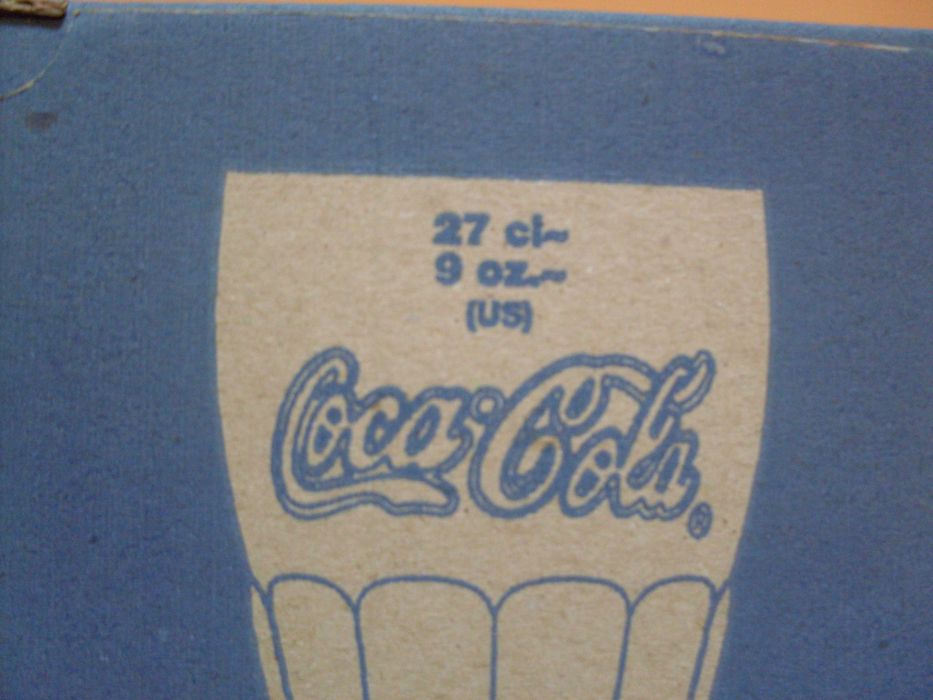 27 cl~
9 oz.~
(US)
Coca-Cola®